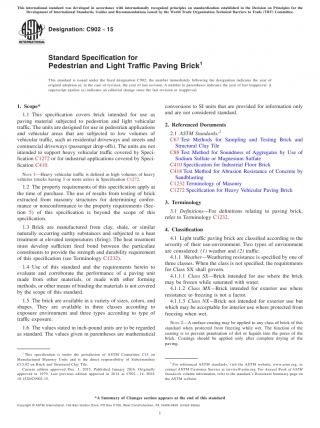 This international standard was developed in accordance with internationally recognized principles on standardization established in the Decision on Principles for the
Development of International Standards, Guides and Recommendations issued by the World Trade Organization Technical Barriers to Trade (TBT) Committee.
Designation: C902 − 15
Standard Specification for
Pedestrian and Light Traffic Paving Brick1
This standard is issued under the fixed designation C902; the number immediately following the designation indicates the year of
original adoption or, in the case of revision, the year of last revision. A number in parentheses indicates the year of last reapproval. A
superscript epsilon (ε) indicates an editorial change since the last revision or reapproval.
1. Scope*
1.1 This specification covers brick intended for use as
paving material subjected to pedestrian and light vehicular
traffic. The units are designed for use in pedestrian applications
and vehicular areas that are subjected to low volumes of
vehicular traffic, such as residential driveways and streets and
commercial driveways (passenger drop-offs). The units are not
intended to support heavy vehicular traffic covered by Speci-
fication C1272 or for industrial applications covered by Speci-
fication C410.
NOTE 1—Heavy vehicular traffic is defined as high volumes of heavy
vehicles (trucks having 3 or more axles) in Specification C1272.
1.2 The property requirements of this specification apply at
the time of purchase. The use of results from testing of brick
extracted from masonry structures for determining confor-
mance or nonconformance to the property requirements (Sec-
tion 5) of this specification is beyond the scope of this
specification.
1.3 Brick are manufactured from clay, shale, or similar
naturally occurring earthy substances and subjected to a heat
treatment at elevated temperatures (firing). The heat treatment
must develop sufficient fired bond between the particulate
constituents to provide the strength and durability requirements
of this specification (see Terminology C1232).
1.4 Use of this standard and the requirements herein to
evaluate and corroborate the performance of a paving unit
made from other materials, or made with other forming
methods, or other means of binding the materials is not covered
by the scope of this standard.
1.5 The brick are available in a variety of sizes, colors, and
shapes. They are available in three classes according to
exposure environment and three types according to type of
traffic exposure.
1.6 The values stated in inch-pound units are to be regarded
as standard. The values given in parentheses are mathematical
1 This specification is under the jurisdiction of ASTM Committee C15 on
Manufactured Masonry Units and is the direct responsibility of Subcommittee
C15.02 on Brick and Structural Clay Tile.
Current edition approved Dec. 1, 2015. Published January 2016. Originally
approved in 1979. Last previous edition approved in 2014 as C902 – 14. DOI:
10.1520/C0902-15.
conversions to SI units that are provided for information only
and are not considered standard.
2. Referenced Documents
2.1 ASTM Standards:2
C67 Test Methods for Sampling and Testing Brick and
Structural Clay Tile
C88 Test Method for Soundness of Aggregates by Use of
Sodium Sulfate or Magnesium Sulfate
C410 Specification for Industrial Floor Brick
C418 Test Method for Abrasion Resistance of Concrete by
Sandblasting
C1232 Terminology of Masonry
C1272 Specification for Heavy Vehicular Paving Brick
3. Terminology
3.1 Definitions—For definitions relating to paving brick,
refer to Terminology C1232.
4. Classification
4.1 Light traffic paving brick are classified according to the
severity of their use-environment. Two types of environment
are considered: (1) weather and (2) traffic.
4.1.1 Weather—Weathering resistance is specified by one of
three classes. When the class is not specified, the requirements
for Class SX shall govern.
4.1.1.1 Class SX—Brick intended for use where the brick
may be frozen while saturated with water.
4.1.1.2 Class MX—Brick intended for exterior use where
resistance to freezing is not a factor.
4.1.1.3 Class NX—Brick not intended for exterior use but
which may be acceptable for interior use where protected from
freezing when wet.
NOTE 2—A surface coating may be applied to any class of brick of this
standard when protected from freezing while wet. The function of the
coating is to prevent penetration of dirt or liquids into the pores of the
brick. Coatings should be applied only after complete drying of the
paving.
2 For referenced ASTM standards, visit the ASTM website, www.astm.org, or
contact ASTM Customer Service at service@astm.org. For Annual Book of ASTM
Standards volume information, refer to the standard's Document Summary page on
the ASTM website.
*A Summary of Changes section appears at the end of this standard
Copyright © ASTM International, 100 Barr Harbor Drive, PO Box C700, West Conshohocken, PA 19428-2959. United States
1